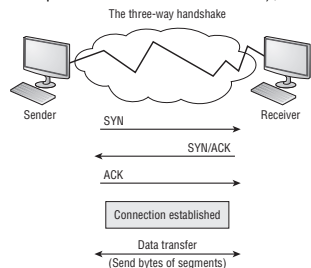 The three-way handshake
Sender
Receiver
SYN
SYN/ACK
ACK
Connection established
Data transfer
(Send bytes of segments)